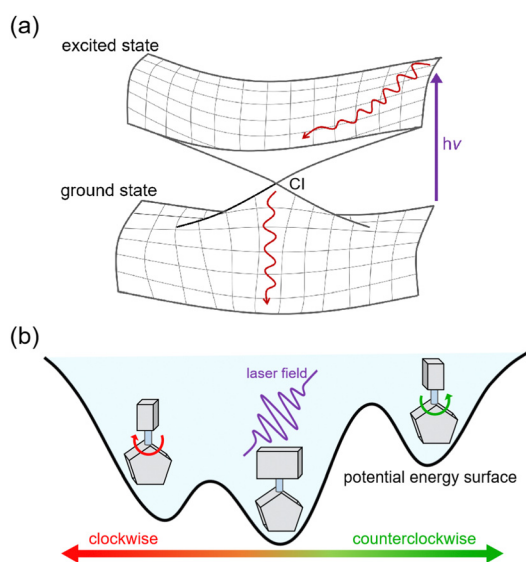 (a)
excited state
hν
CI
ground state
(b)
laser field
potential energy surface
clockwise
counterclockwise